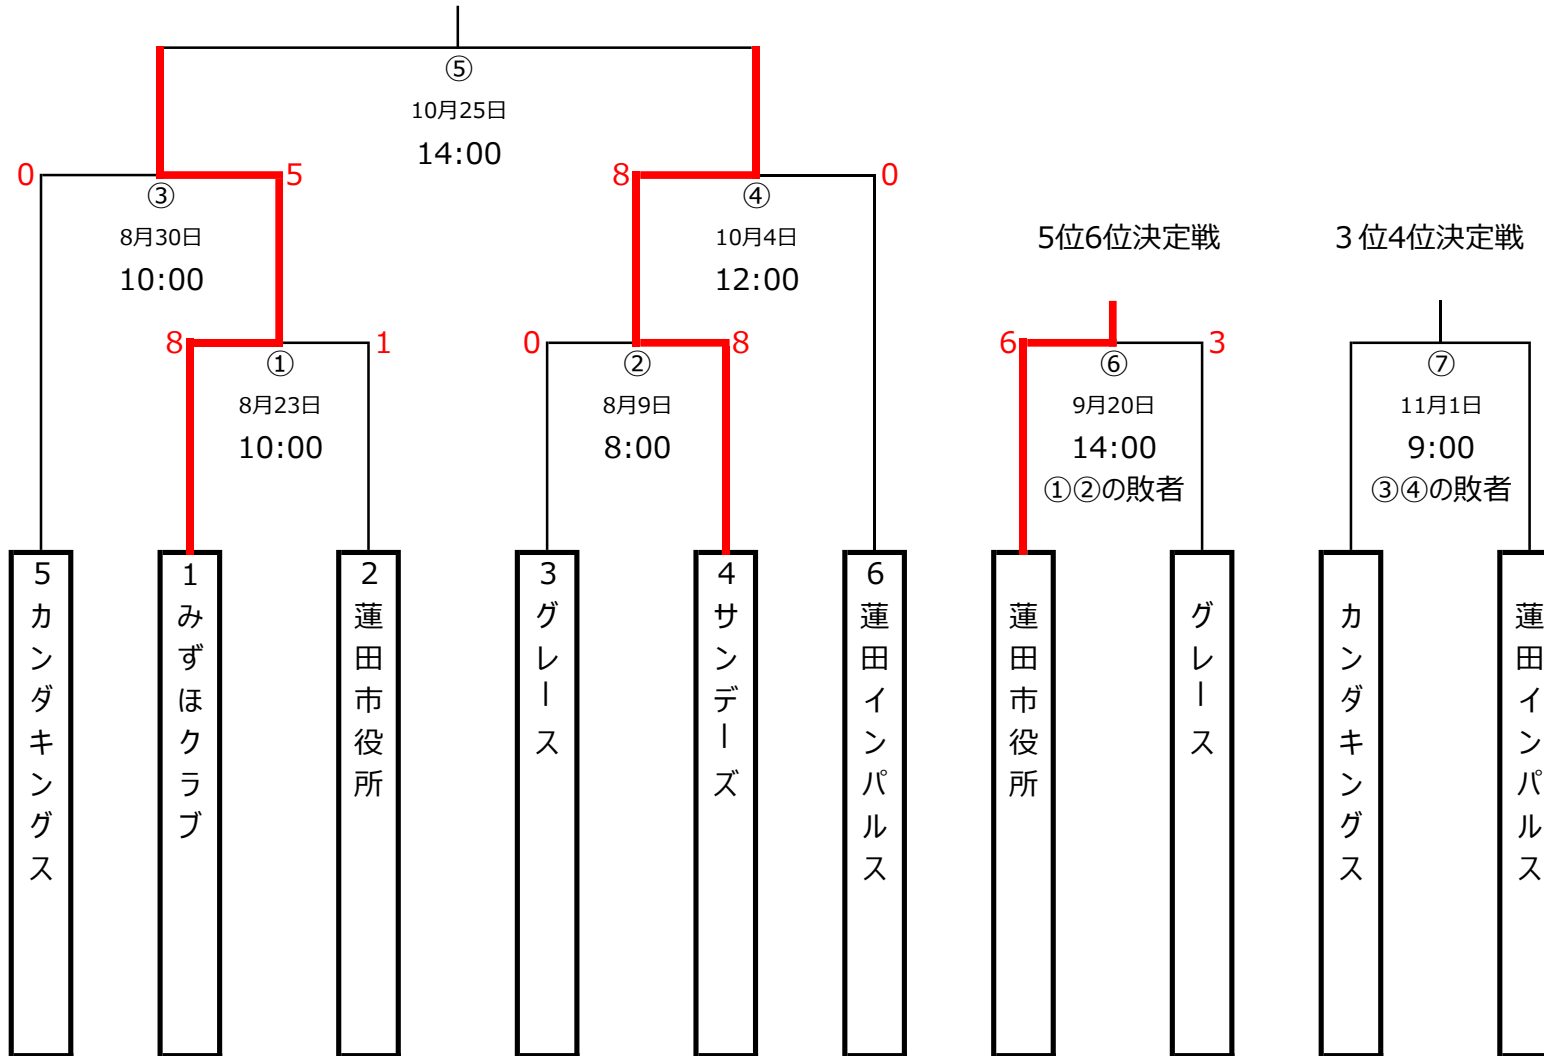 ⑤
10月25日
14:00
0
5
8
0
③
④
8月30日
10月4日
5位6位決定戦
３位4位決定戦
10:00
12:00
8
1
0
8
6
3
①
②
⑥
⑦
8月23日
8月9日
9月20日
11月1日
10:00
8:00
14:00
9:00
①②の敗者
③④の敗者
5カンダキングス
1みずほクラブ
2蓮田市役所
3グレース
4サンデーズ
6蓮田インパルス
蓮田市役所
グレース
カンダキングス
蓮田インパルス